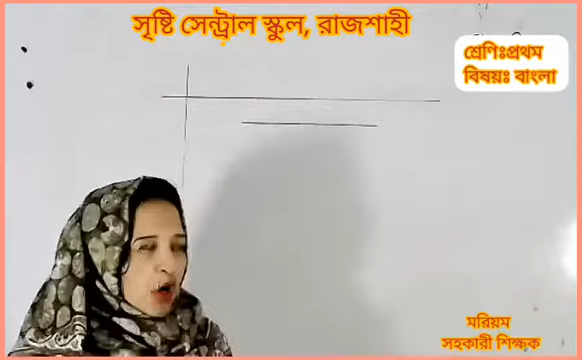 সৃষ্টি সেন্ট্রাল স্কুল, রাজশাহী
শ্রেণিঃপ্রথম
বিষয়ঃ বাংলা
মরিয়ম
সহকারী শিক্ষক